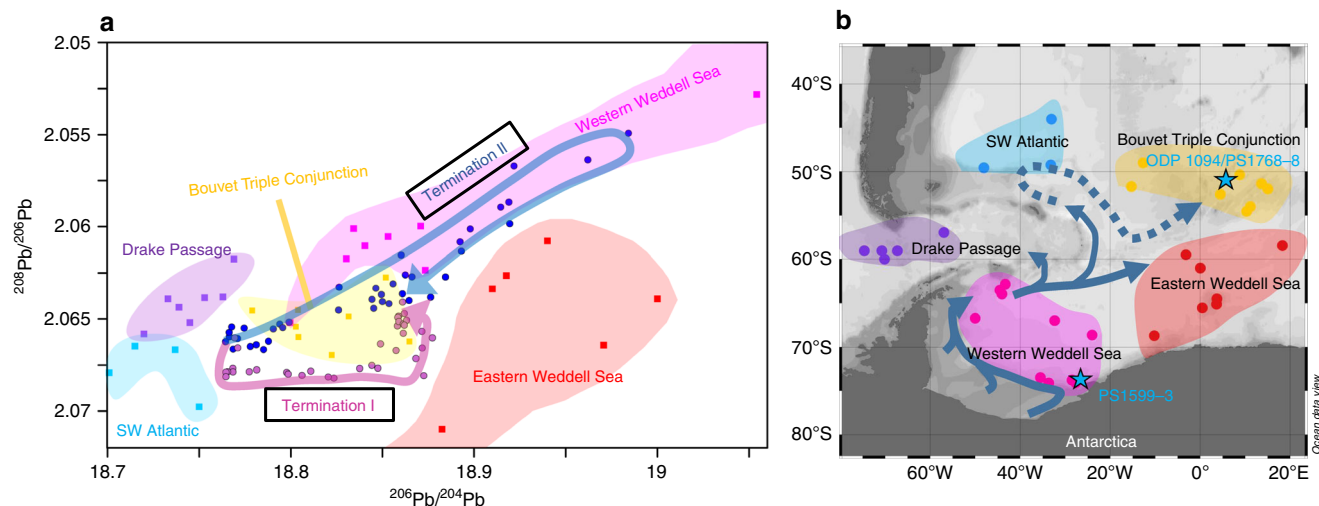 a
2.05
2.055
2.06
2.065
2.07
208Pb/206Pb
18.7
18.8
18.9
19
206Pb/204Pb
Western Weddell Sea
Termination II
Bouvet Triple Conjunction
Drake Passage
Eastern Weddell Sea
Termination I
SW Atlantic
b
40°S
50°S
60°S
70°S
80°S
SW Atlantic
Bouvet Triple Conjunction
ODP 1094/PS1768–8
Drake Passage
Eastern Weddell Sea
Western Weddell Sea
PS1599–3
Antarctica
Ocean data view
60°W
40°W
20°W
0°
20°E